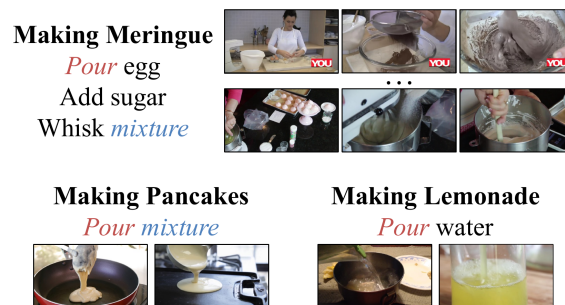 Making Meringue
Pour egg
Add sugar
Whisk mixture
YOU
YOU
YOU
...
Making Pancakes
Pour mixture
Making Lemonade
Pour water